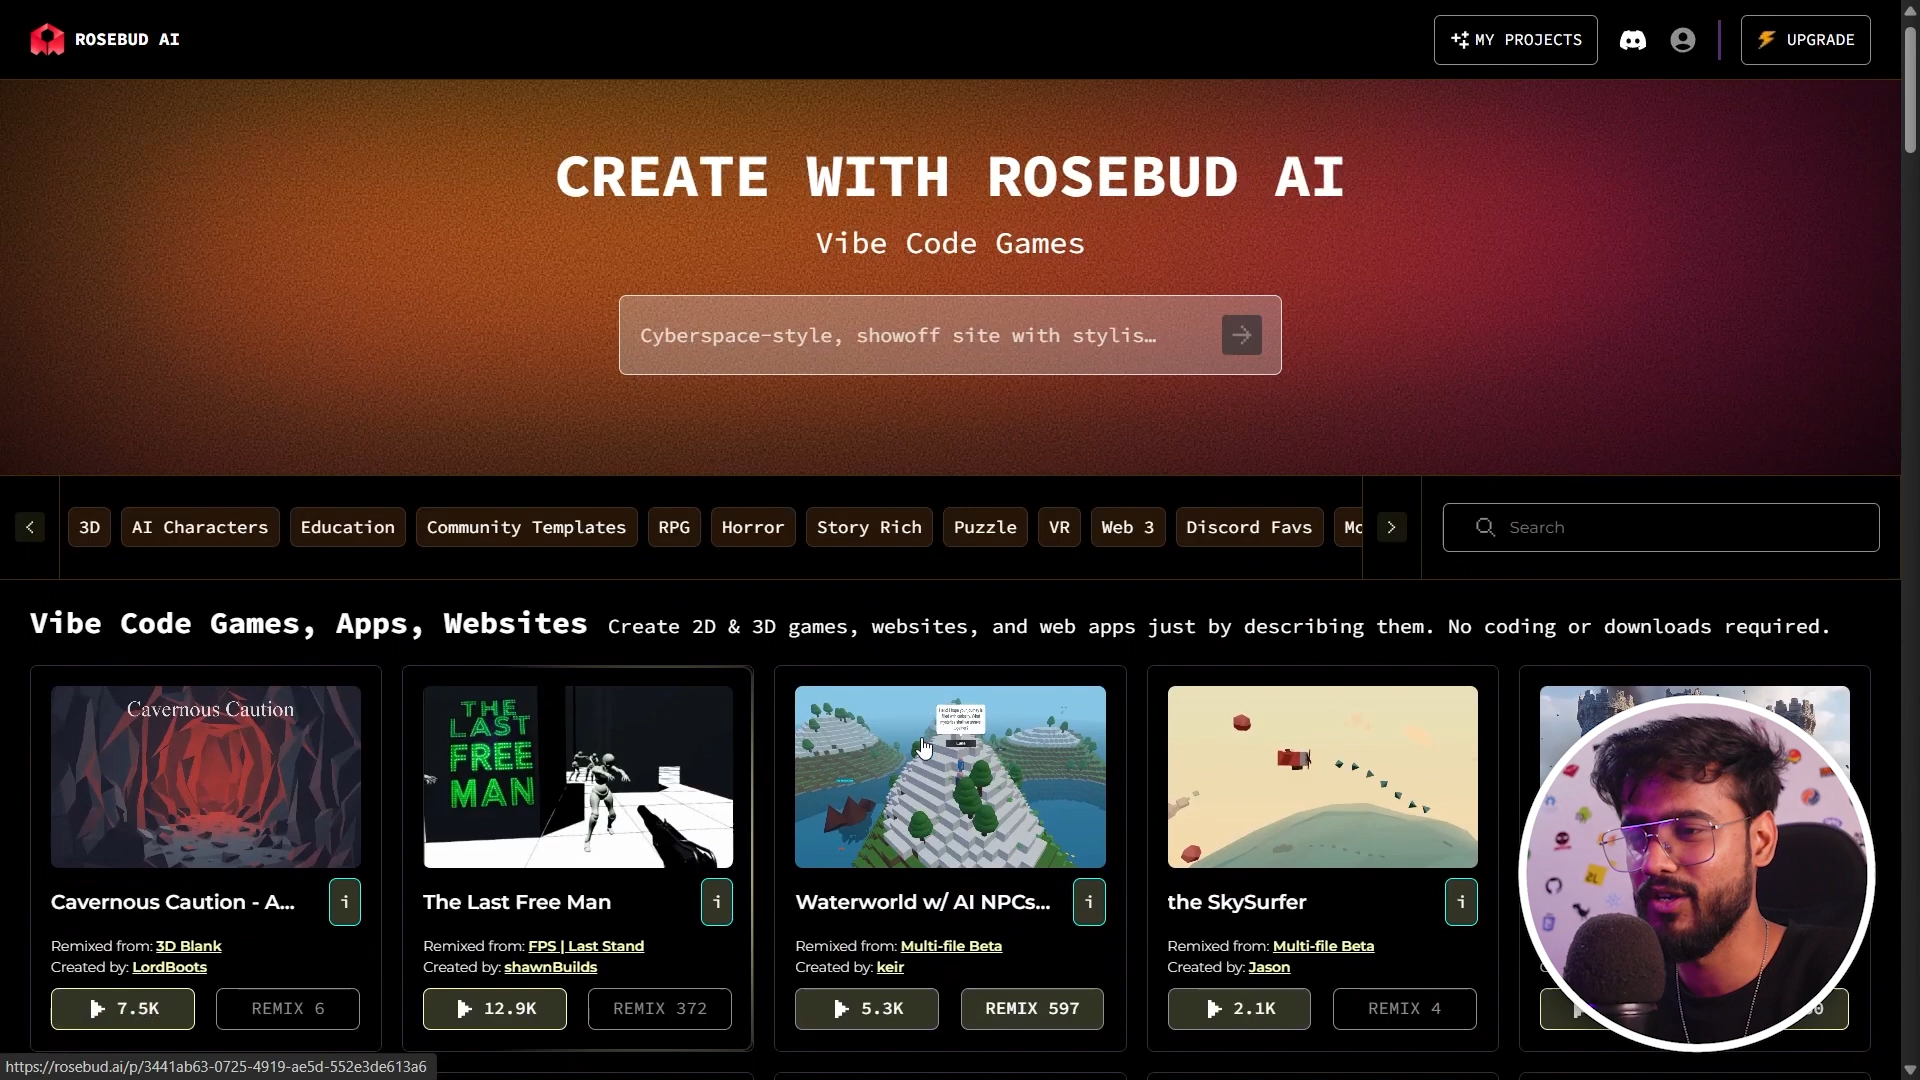 ROSEBUD AI
MY PROJECTS
UPGRADE
CREATE WITH ROSEBUD AI
Vibe Code Games
Cyberspace-style, showoff site with stylis…
3D
AI Characters
Education
Community Templates
RPG
Horror
Story Rich
Puzzle
VR
Web 3
Discord Favs
Mo
Search
Vibe Code Games, Apps, Websites Create 2D & 3D games, websites, and web apps just by describing them. No coding or downloads required.
Cavernous Caution
THE
LAST
FREE
MAN
Cavernous Caution - A...
i
The Last Free Man
i
Waterworld w/ AI NPCs...
i
the SkySurfer
i
Remixed from: 3D Blank
Created by: LordBoots
Remixed from: FPS | Last Stand
Created by: shawnBuilds
Remixed from: Multi-file Beta
Created by: keir
Remixed from: Multi-file Beta
Created by: Jason
7.5K
REMIX 6
12.9K
REMIX 372
5.3K
REMIX 597
2.1K
REMIX 4
https://rosebud.ai/p/3441ab63-0725-4919-ae5d-552e3de613a6